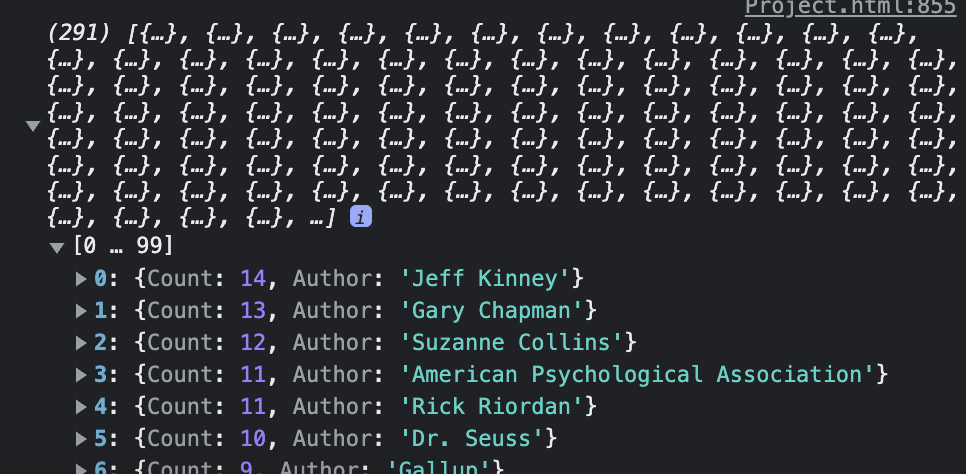 Project.html:855
(291) [{…}, {…}, {…}, {…}, {…}, {…}, {…}, {…}, {…}, {…}, {…}, {…},
{…}, {…}, {…}, {…}, {…}, {…}, {…}, {…}, {…}, {…}, {…}, {…}, {…}, {…},
{…}, {…}, {…}, {…}, {…}, {…}, {…}, {…}, {…}, {…}, {…}, {…}, {…}, {…},
{…}, {…}, {…}, {…}, {…}, {…}, {…}, {…}, {…}, {…}, {…}, {…}, {…}, {…},
{…}, {…}, {…}, {…}, {…}, {…}, {…}, {…}, {…}, {…}, {…}, {…}, {…}, {…},
{…}, {…}, {…}, {…}, {…}, {…}, {…}, {…}, {…}, {…}, {…}, {…}, {…}, {…},
{…}, {…}, {…}, {…}, {…}, {…}, {…}, {…}, {…}, {…}, {…}, {…}, {…}, {…},
{…}, {…}, {…}, {…}, …] i
[0 … 99]
0: {Count: 14, Author: 'Jeff Kinney'}
1: {Count: 13, Author: 'Gary Chapman'}
2: {Count: 12, Author: 'Suzanne Collins'}
3: {Count: 11, Author: 'American Psychological Association'}
4: {Count: 11, Author: 'Rick Riordan'}
5: {Count: 10, Author: 'Dr. Seuss'}
6: {Count: 9, Author: 'Gallup'}